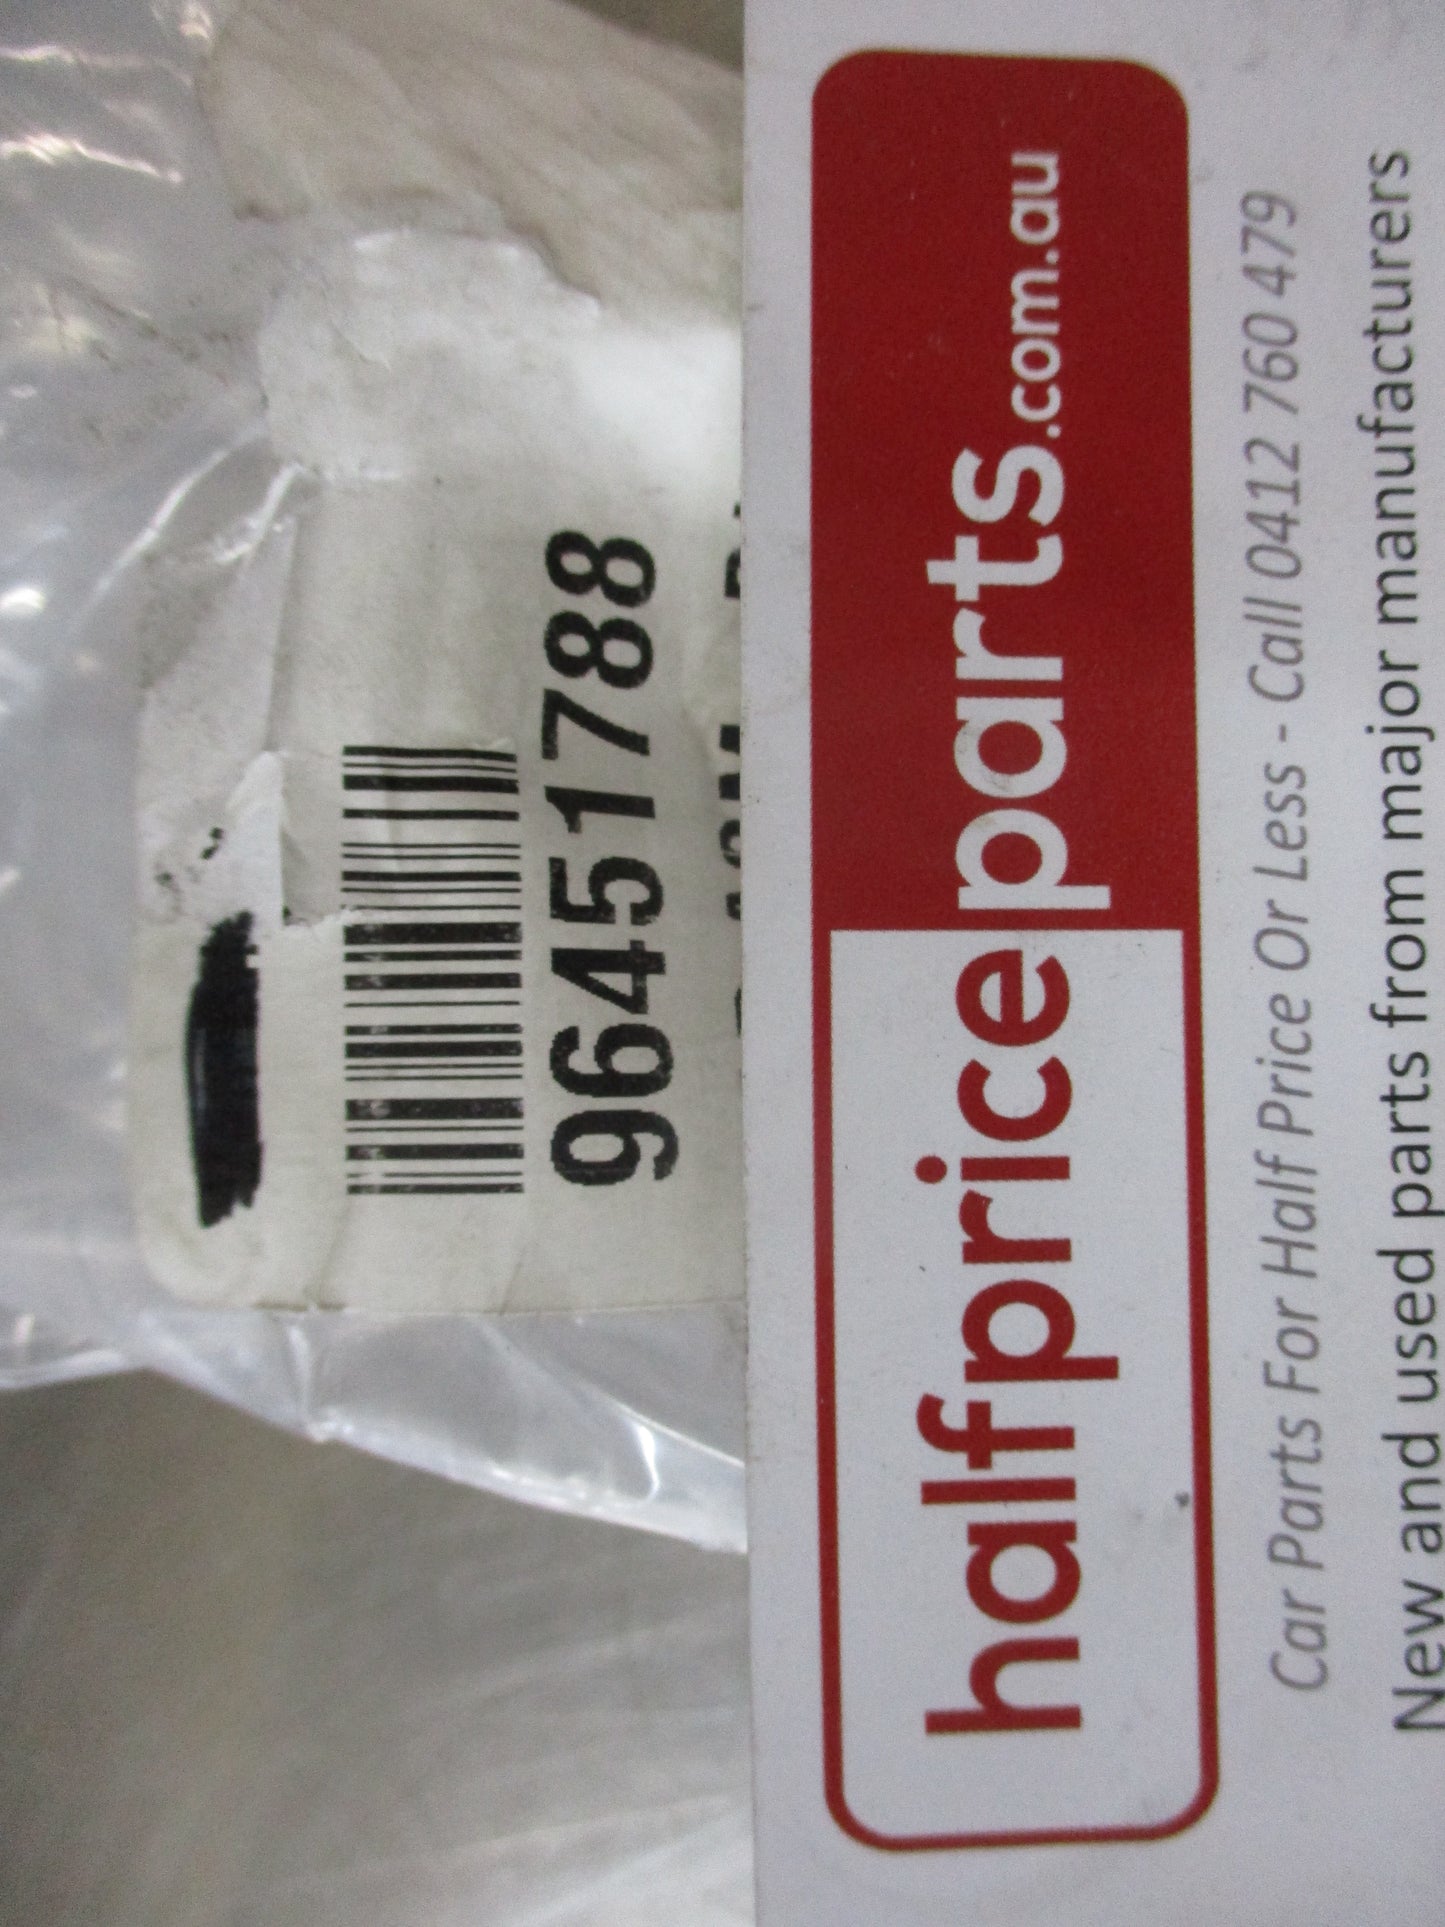 96451788
halfpriceparts.com.au
Car Parts For Half Price Or Less - Call 0412 760 479
New and used parts from major manufacturers